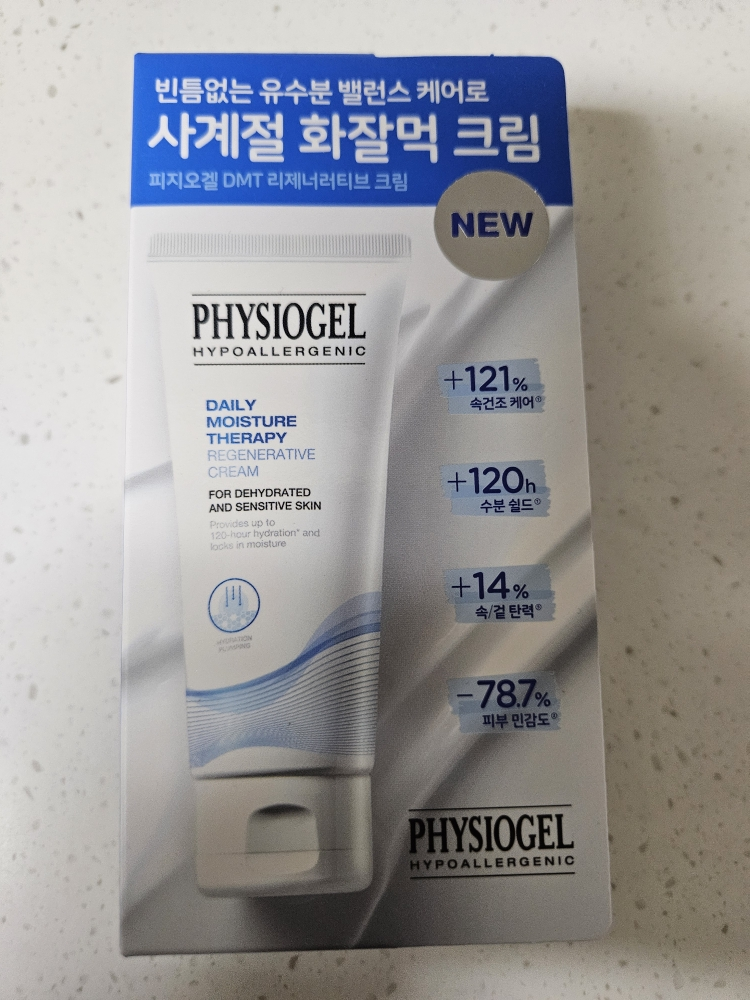 빈틈없는 유수분 밸런스 케어로
사계절 화잘먹 크림
피지오겔 DMT 리제너러티브 크림
NEW
PHYSIOGEL
HYPOALLERGENIC
DAILY
MOISTURE
THERAPY
REGENERATIVE
CREAM
FOR DEHYDRATED
AND SENSITIVE SKIN
Provides up to
120-hour hydration* and
locks in moisture
HYDRATION
PLUMPING
+121%
속건조 케어
+120h
수분 쉴드
+14%
속/겉 탄력
-78.7%
피부 민감도
PHYSIOGEL
HYPOALLERGENIC